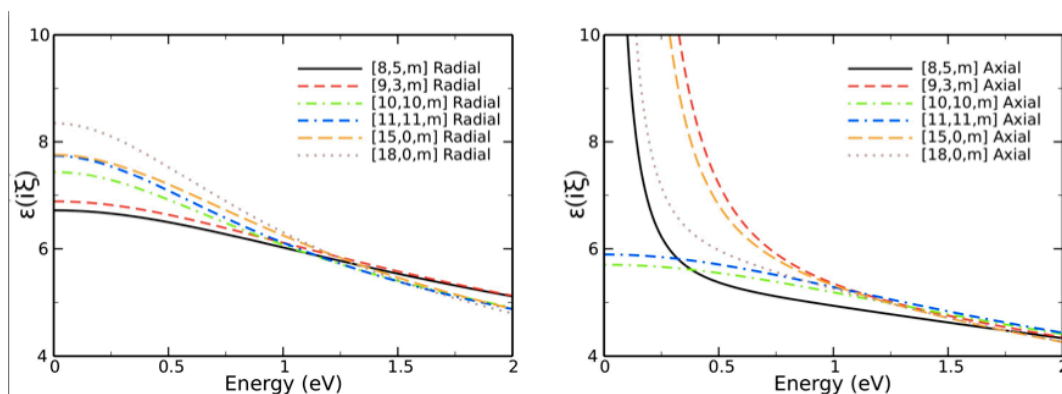 10
8
6
4
ε(iξ)
[8,5,m] Radial
[9,3,m] Radial
[10,10,m] Radial
[11,11,m] Radial
[15,0,m] Radial
[18,0,m] Radial
0 0.5 1 1.5 2
Energy (eV)
10
8
6
4
ε(iξ)
[8,5,m] Axial
[9,3,m] Axial
[10,10,m] Axial
[11,11,m] Axial
[15,0,m] Axial
[18,0,m] Axial
0 0.5 1 1.5 2
Energy (eV)